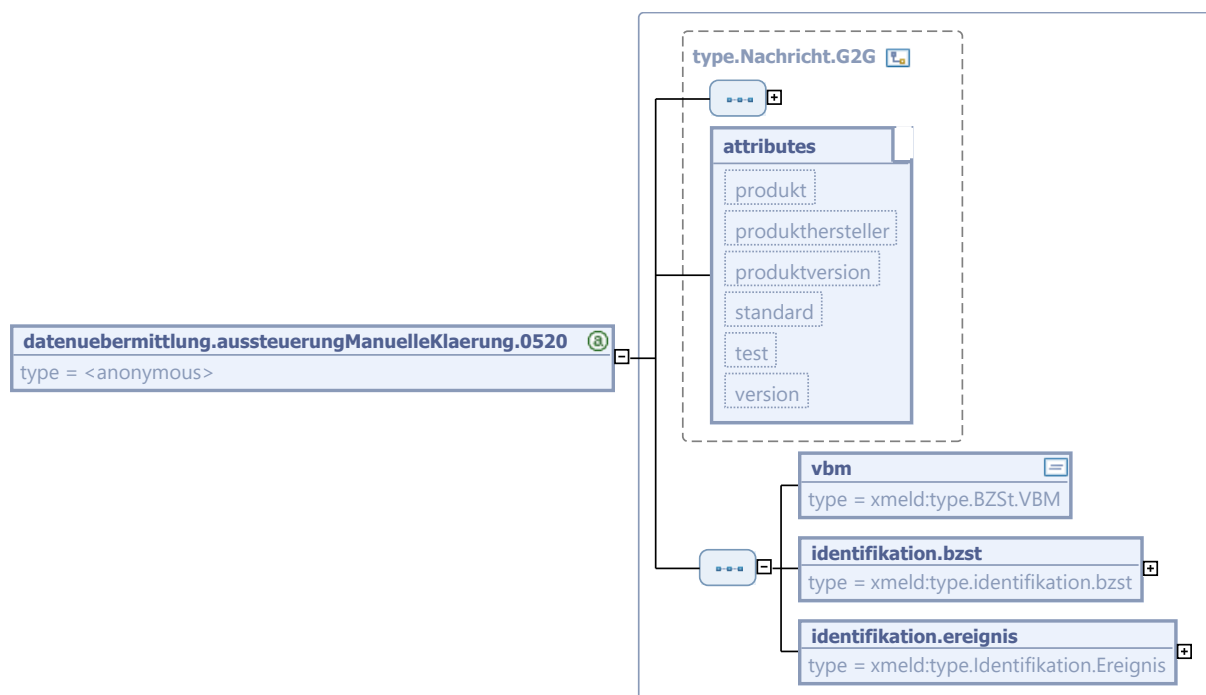 type.Nachricht.G2G
attributes
produkt
produkthersteller
produktversion
standard
test
version
datenuebermittlung.aussteuerungManuelleKlaerung.0520
type = <anonymous>
vbm
type = xmeld:type.BZSt.VBM
identifikation.bzst
type = xmeld:type.identifikation.bzst
identifikation.ereignis
type = xmeld:type.Identifikation.Ereignis